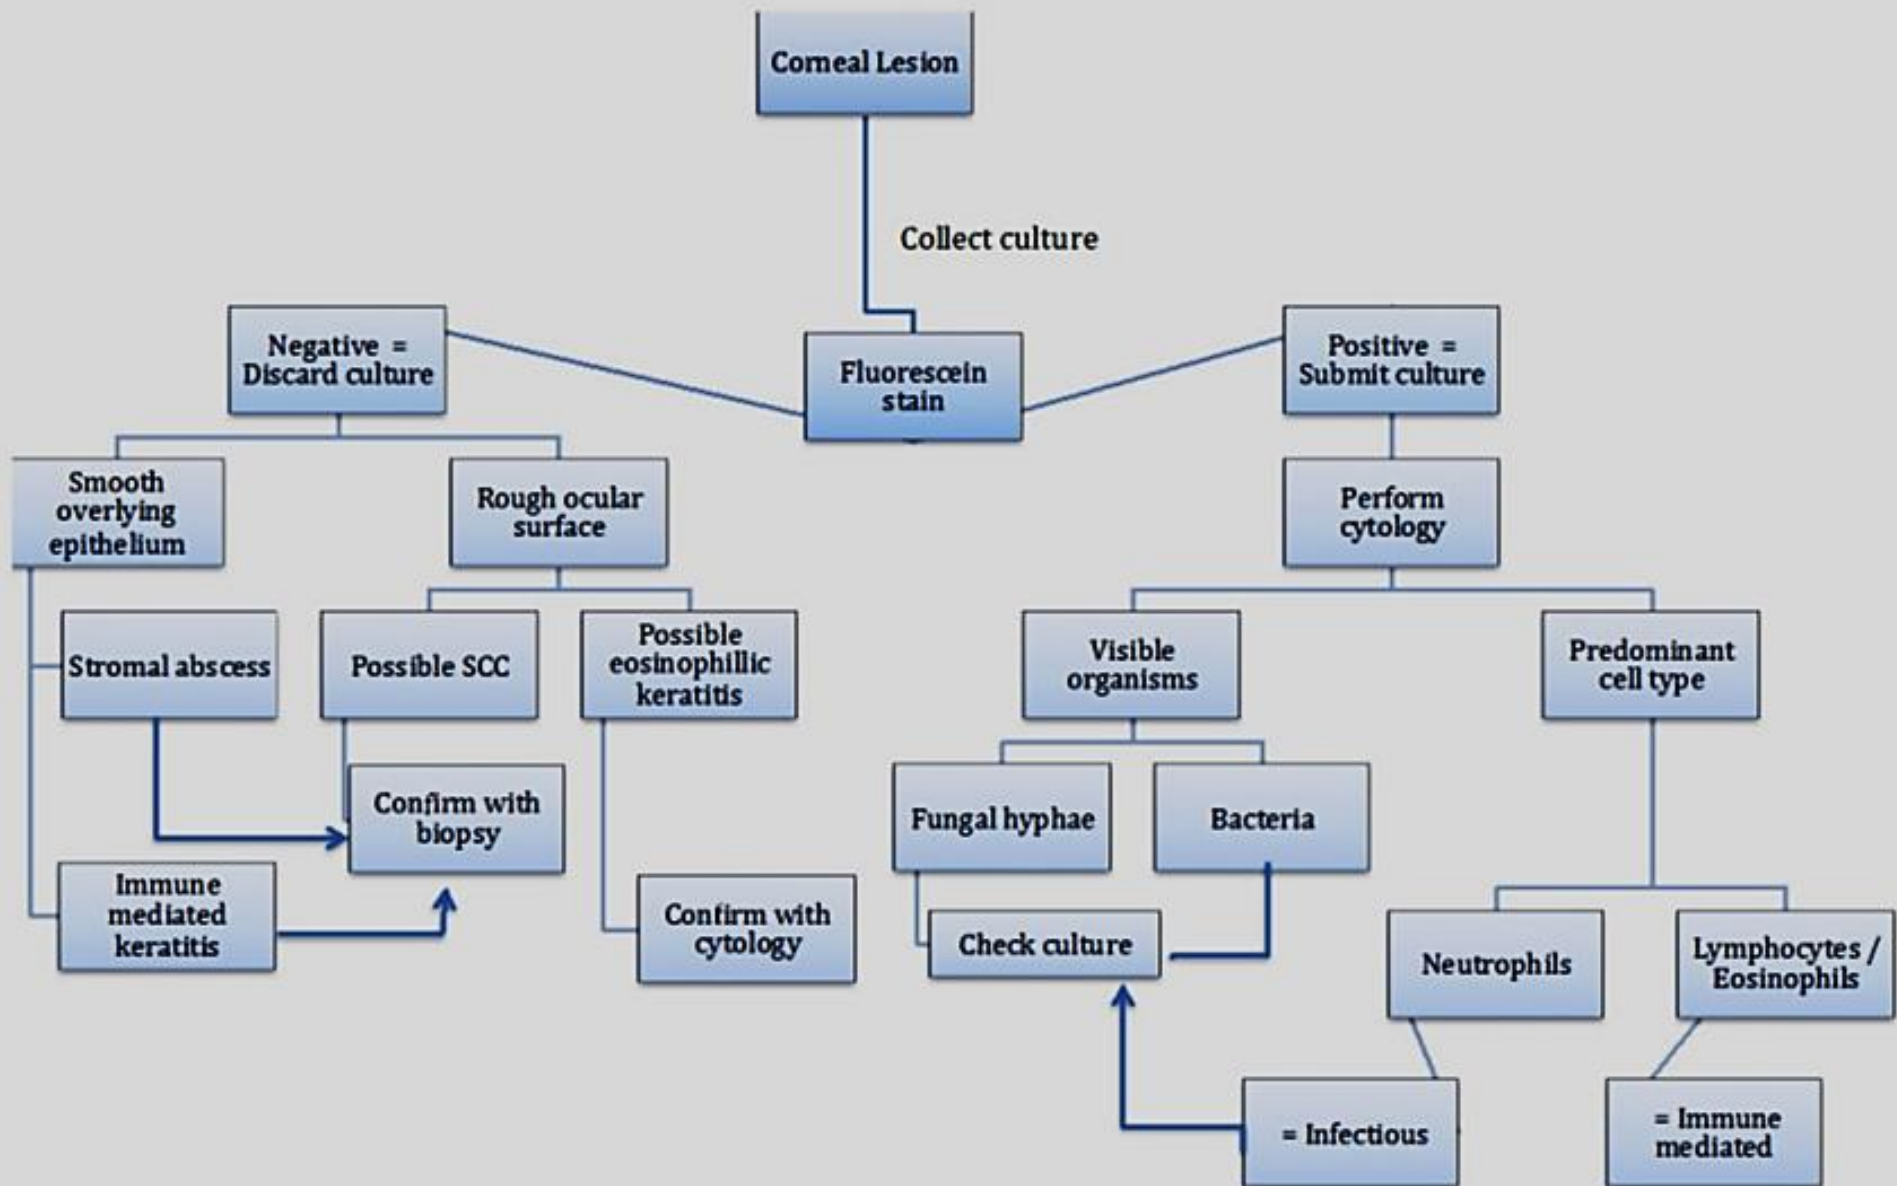 Corneal Lesion
Collect culture
Negative =
Discard culture
Fluorescein
stain
Positive =
Submit culture
Smooth
overlying
epithelium
Rough ocular
surface
Perform
cytology
Stromal abscess
Possible SCC
Possible
eosinophillic
keratitis
Visible
organisms
Predominant
cell type
Confirm with
biopsy
Fungal hyphae
Bacteria
Immune
mediated
keratitis
Confirm with
cytology
Check culture
Neutrophils
Lymphocytes /
Eosinophils
= Infectious
= Immune
mediated